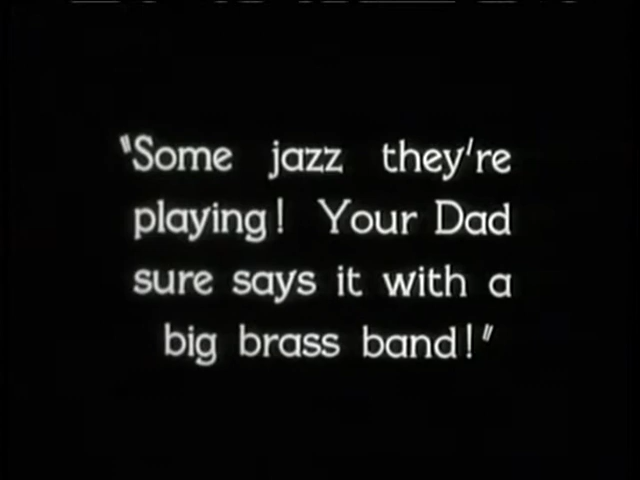 "Some jazz they're
playing! Your Dad
sure says it with a
big brass band!"